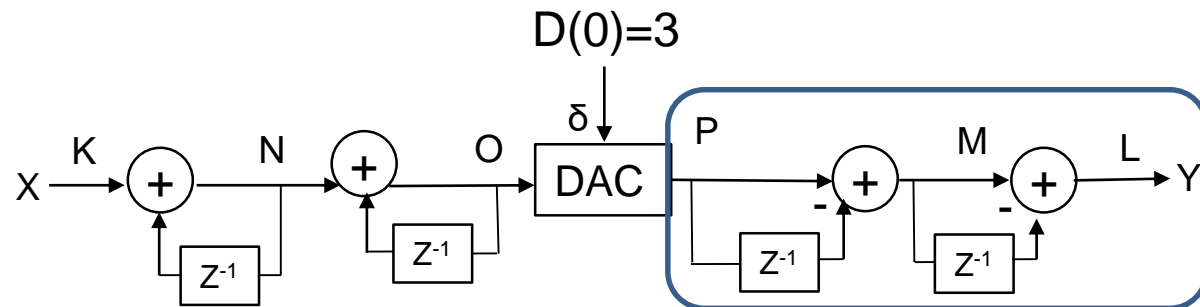 D(0)=3
δ
X K + N + O DAC P + M + L Y
- -
Z-1 Z-1 Z-1 Z-1